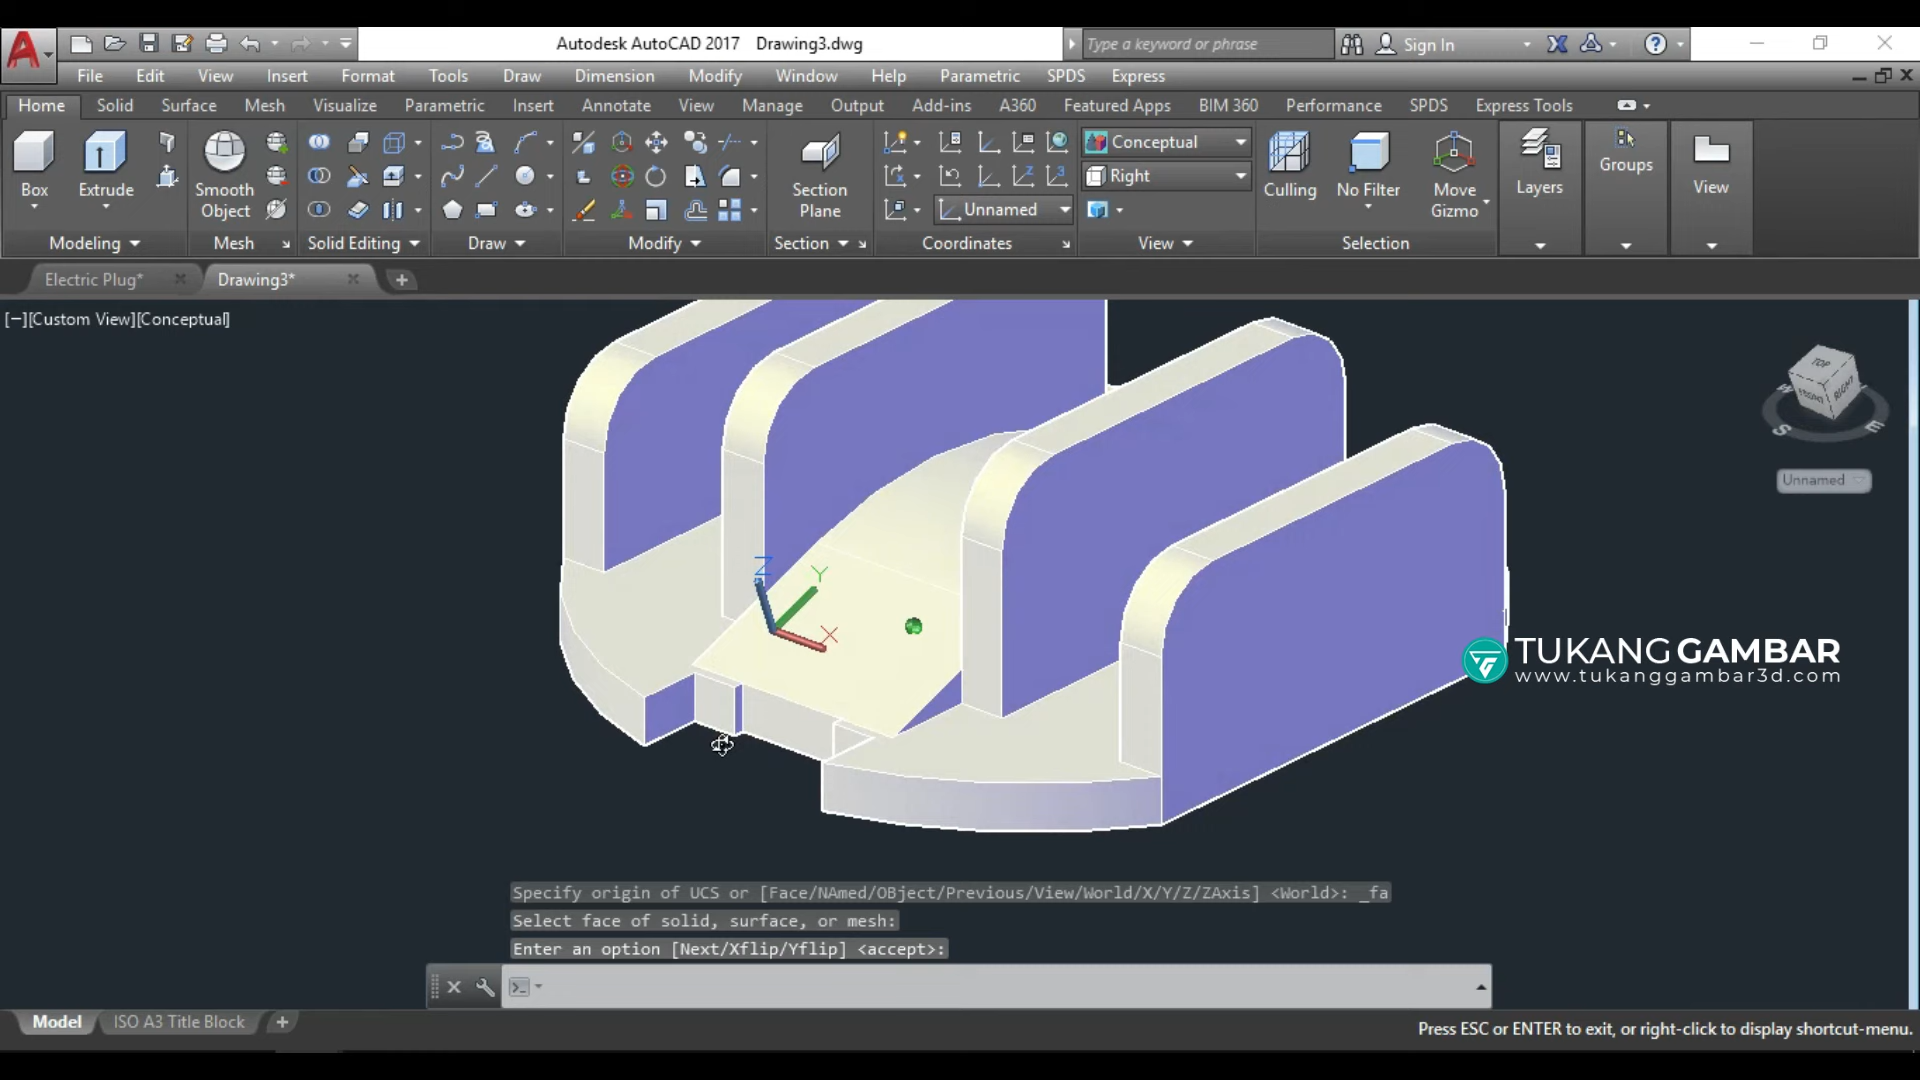 Autodesk AutoCAD 2017 Drawing3.dwg
Type a keyword or phrase
Sign In
File Edit View Insert Format Tools Draw Dimension Modify Window Help Parametric SPDS Express
Home Solid Surface Mesh Visualize Parametric Insert Annotate View Manage Output Add-ins A360 Featured Apps BIM 360 Performance SPDS Express Tools
Box
Extrude
Smooth
Object
Section
Plane
Unnamed
Conceptual
Right
Culling
No Filter
Move
Gizmo
Layers
Groups
View
Modeling Mesh Solid Editing Draw Modify Section Coordinates View Selection
Electric Plug* Drawing3*
[−][Custom View][Conceptual]
TOP
FRONT
RIGHT
S
E
Unnamed
Z
Y
X
TUKANG GAMBAR
www.tukanggambar3d.com
Specify origin of UCS or [Face/NAmed/OBject/Previous/View/World/X/Y/Z/ZAxis] <World>: _fa
Select face of solid, surface, or mesh:
Enter an option [Next/Xflip/Yflip] <accept>:
Model ISO A3 Title Block
Press ESC or ENTER to exit, or right-click to display shortcut-menu.